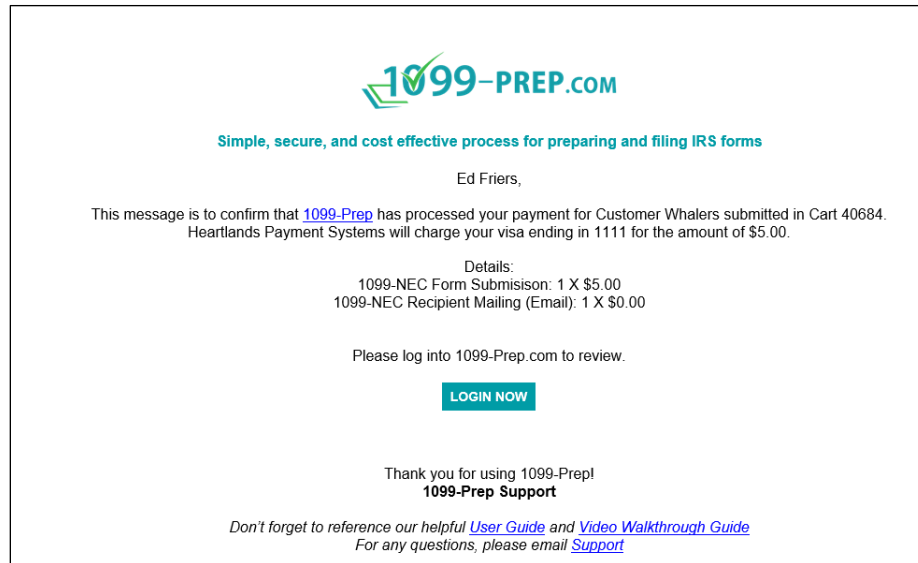 1099-PREP.COM
Simple, secure, and cost effective process for preparing and filing IRS forms
Ed Friers,
This message is to confirm that 1099-Prep has processed your payment for Customer Whalers submitted in Cart 40684.
Heartlands Payment Systems will charge your visa ending in 1111 for the amount of $5.00.
Details:
1099-NEC Form Submisison: 1 X $5.00
1099-NEC Recipient Mailing (Email): 1 X $0.00
Please log into 1099-Prep.com to review.
LOGIN NOW
Thank you for using 1099-Prep!
1099-Prep Support
Don't forget to reference our helpful User Guide and Video Walkthrough Guide
For any questions, please email Support